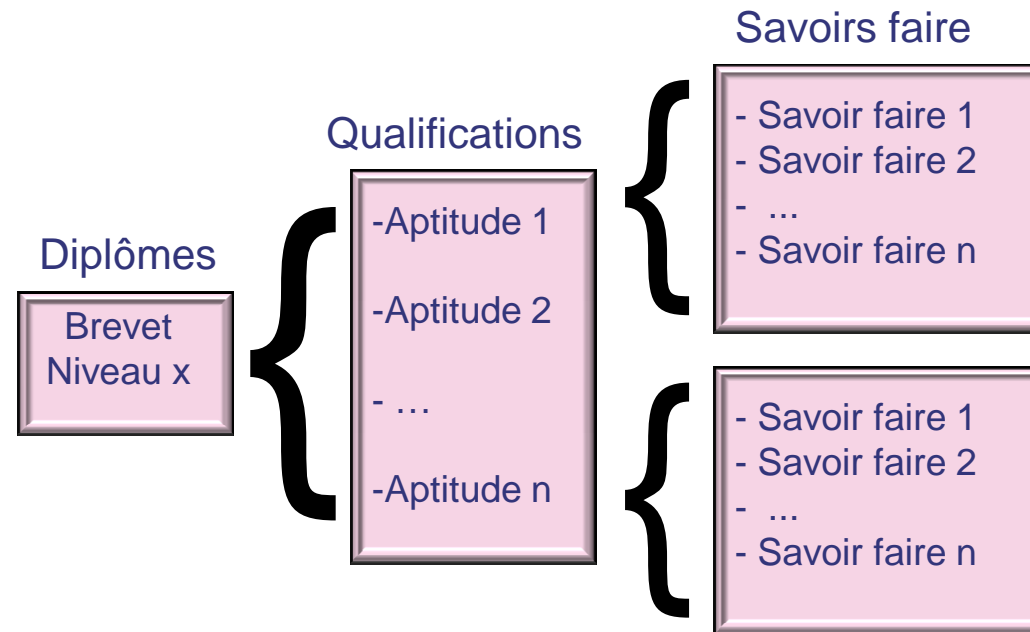 Diplômes
Brevet
Niveau x
Qualifications
-Aptitude 1
-Aptitude 2
- …
-Aptitude n
Savoirs faire
- Savoir faire 1
- Savoir faire 2
- ...
- Savoir faire n
- Savoir faire 1
- Savoir faire 2
- ...
- Savoir faire n